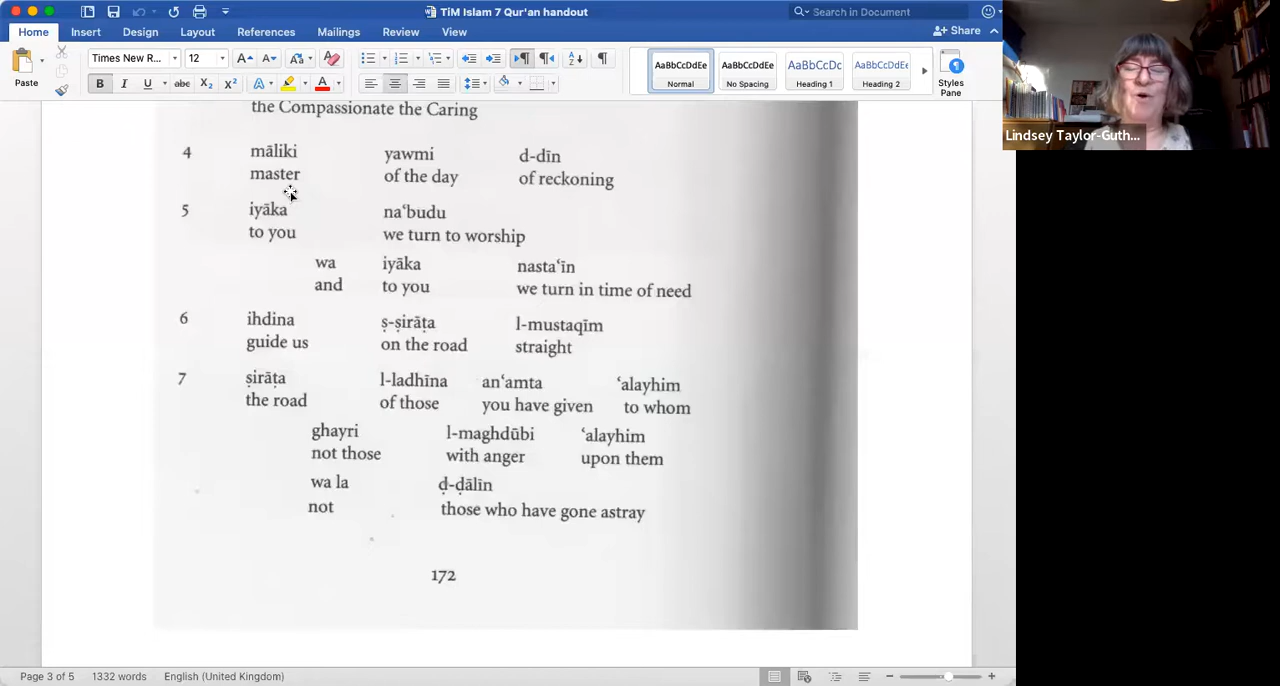 TiM Islam 7 Qur'an handout
Search in Document
Home Insert Design Layout References Mailings Review View
Share
Paste
Times New R... 12
AaBbCcDdEe AaBbCcDdEe AaBbCcDc AaBbCcDdEe
Normal No Spacing Heading 1 Heading 2
Styles Pane
Lindsey Taylor-Guth...
the Compassionate the Caring
4 māliki yawmi d-dīn
master of the day of reckoning
5 iyāka na‘budu
to you we turn to worship
wa iyāka nasta‘īn
and to you we turn in time of need
6 ihdina ṣ-ṣirāṭa l-mustaqīm
guide us on the road straight
7 ṣirāṭa l-ladhīna an‘amta ‘alayhim
the road of those you have given to whom
ghayri l-maghdūbi ‘alayhim
not those with anger upon them
wa la ḍ-ḍālīn
not those who have gone astray
172
Page 3 of 5 1332 words English (United Kingdom)